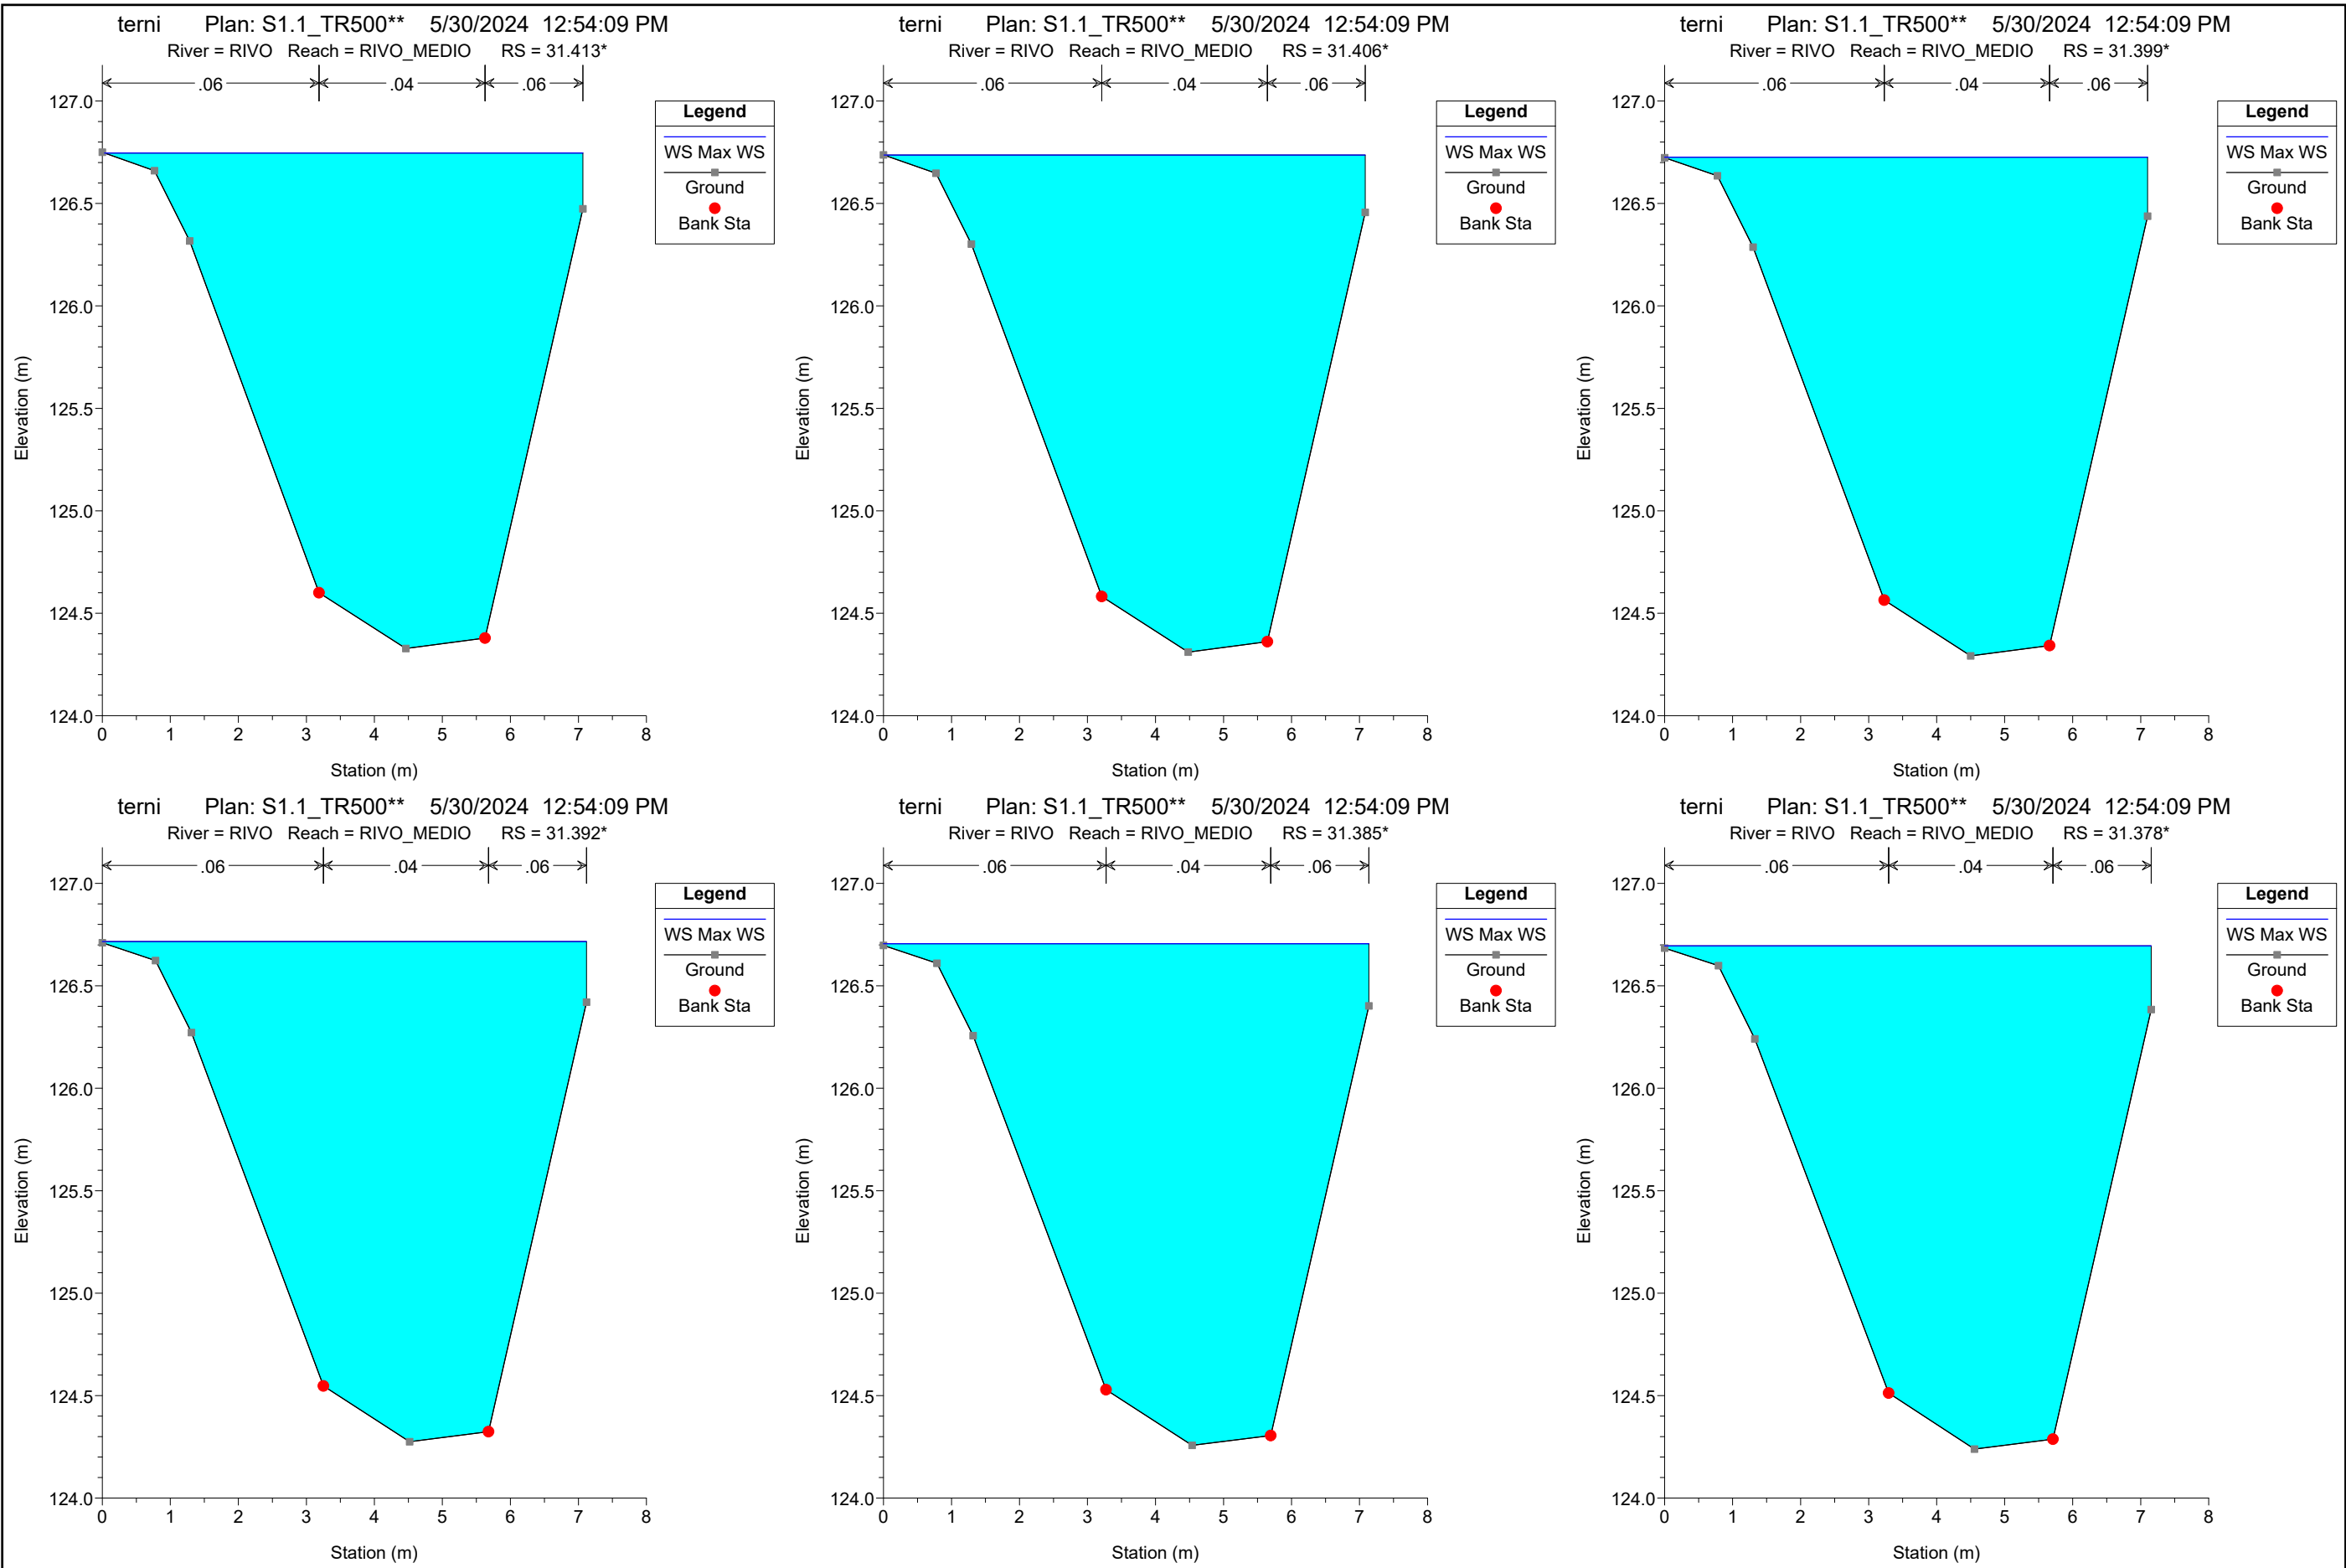 terni Plan: S1.1_TR500** 5/30/2024 12:54:09 PM
River = RIVO Reach = RIVO_MEDIO RS = 31.413*
.06 .04 .06
127.0
126.5
126.0
125.5
125.0
124.5
124.0
Elevation (m)
0 1 2 3 4 5 6 7 8
Station (m)
Legend
WS Max WS
Ground
Bank Sta
terni Plan: S1.1_TR500** 5/30/2024 12:54:09 PM
River = RIVO Reach = RIVO_MEDIO RS = 31.406*
.06 .04 .06
127.0
126.5
126.0
125.5
125.0
124.5
124.0
Elevation (m)
0 1 2 3 4 5 6 7 8
Station (m)
Legend
WS Max WS
Ground
Bank Sta
terni Plan: S1.1_TR500** 5/30/2024 12:54:09 PM
River = RIVO Reach = RIVO_MEDIO RS = 31.399*
.06 .04 .06
127.0
126.5
126.0
125.5
125.0
124.5
124.0
Elevation (m)
0 1 2 3 4 5 6 7 8
Station (m)
Legend
WS Max WS
Ground
Bank Sta
terni Plan: S1.1_TR500** 5/30/2024 12:54:09 PM
River = RIVO Reach = RIVO_MEDIO RS = 31.392*
.06 .04 .06
127.0
126.5
126.0
125.5
125.0
124.5
124.0
Elevation (m)
0 1 2 3 4 5 6 7 8
Station (m)
Legend
WS Max WS
Ground
Bank Sta
terni Plan: S1.1_TR500** 5/30/2024 12:54:09 PM
River = RIVO Reach = RIVO_MEDIO RS = 31.385*
.06 .04 .06
127.0
126.5
126.0
125.5
125.0
124.5
124.0
Elevation (m)
0 1 2 3 4 5 6 7 8
Station (m)
Legend
WS Max WS
Ground
Bank Sta
terni Plan: S1.1_TR500** 5/30/2024 12:54:09 PM
River = RIVO Reach = RIVO_MEDIO RS = 31.378*
.06 .04 .06
127.0
126.5
126.0
125.5
125.0
124.5
124.0
Elevation (m)
0 1 2 3 4 5 6 7 8
Station (m)
Legend
WS Max WS
Ground
Bank Sta